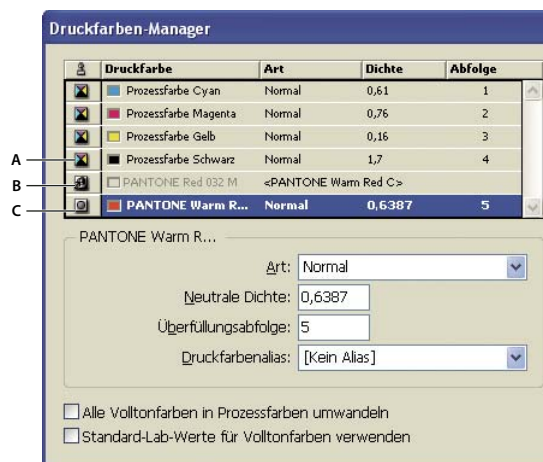 Druckfarben-Manager
Druckfarbe Art Dichte Abfolge
Prozessfarbe Cyan Normal 0,61 1
Prozessfarbe Magenta Normal 0,76 2
Prozessfarbe Gelb Normal 0,16 3
A Prozessfarbe Schwarz Normal 1,7 4
B PANTONE Red 032 M <PANTONE Warm Red C>
C PANTONE Warm R... Normal 0,6387 5
PANTONE Warm R...
Art: Normal
Neutrale Dichte: 0,6387
Überfüllungsabfolge: 5
Druckfarbenalias: [Kein Alias]
Alle Volltonfarben in Prozessfarben umwandeln
Standard-Lab-Werte für Volltonfarben verwenden